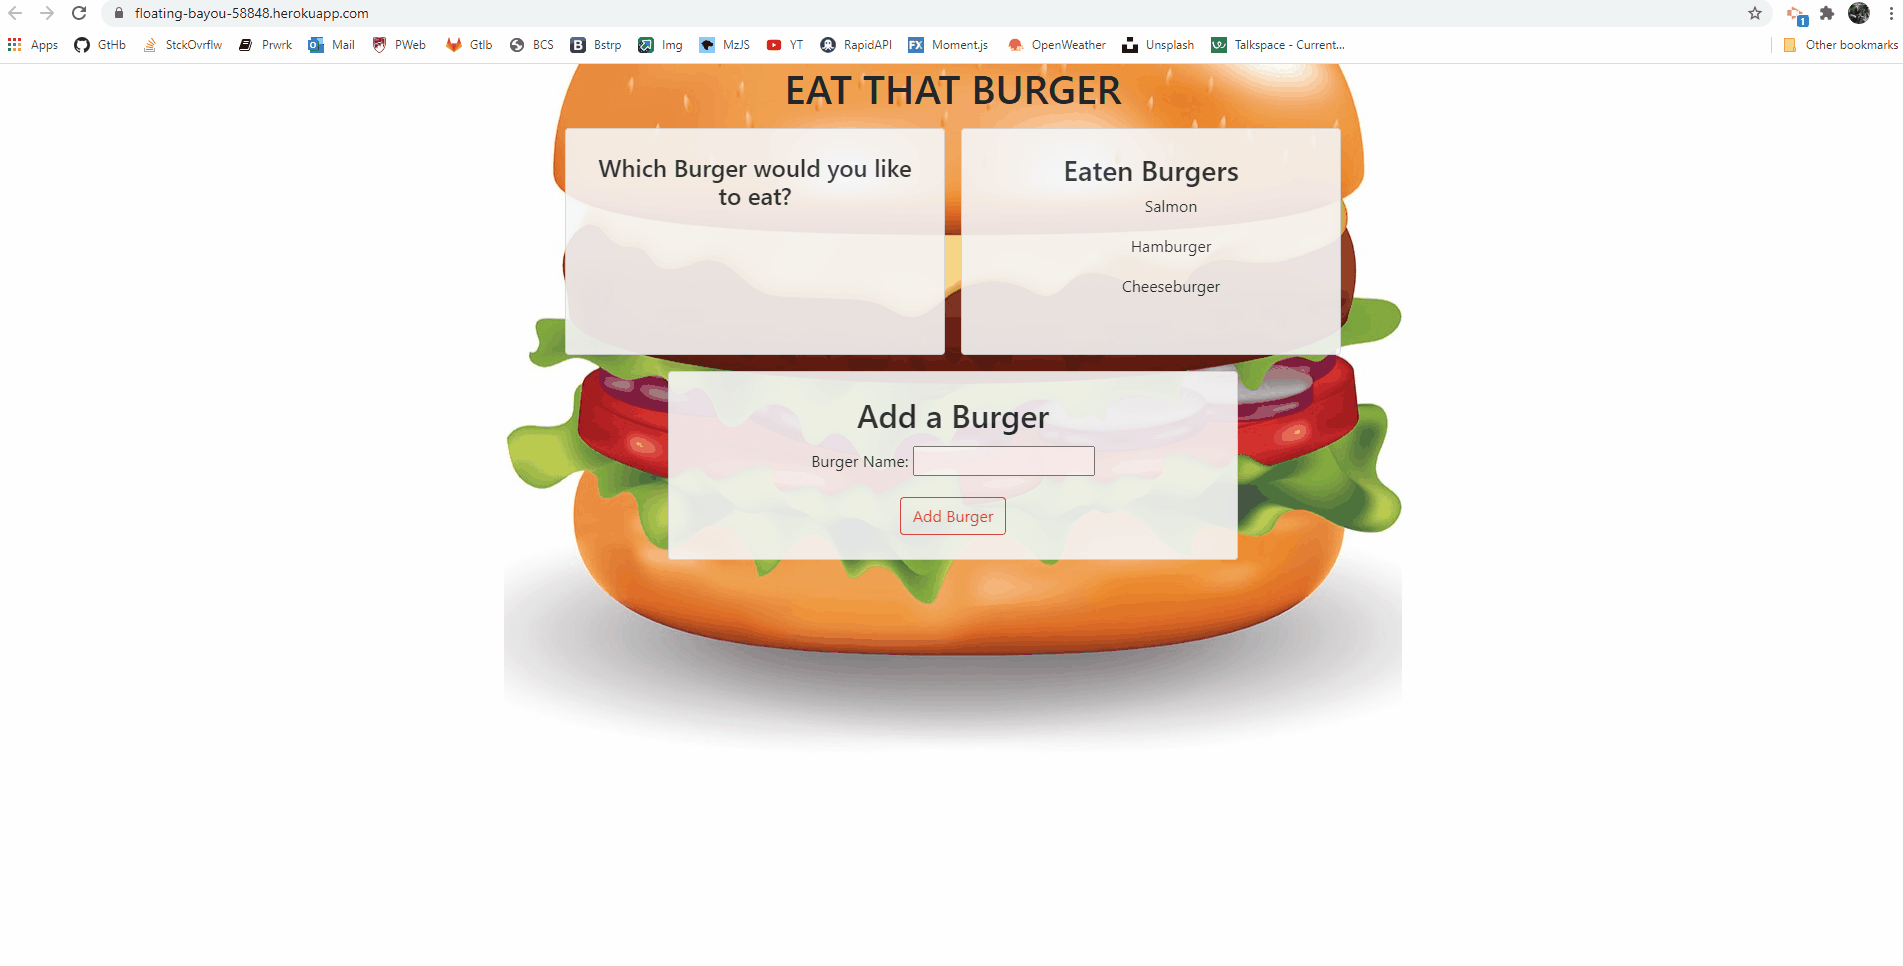 floating-bayou-58848.herokuapp.com
1
Apps GtHb StckOvrflw Prwrk Mail PWeb Gtlb BCS Bstrp Img MzJS YT RapidAPI FX Moment.js OpenWeather Unsplash Talkspace - Current... Other bookmarks
EAT THAT BURGER
Which Burger would you like
to eat?
Eaten Burgers
Salmon
Hamburger
Cheeseburger
Add a Burger
Burger Name:
Add Burger